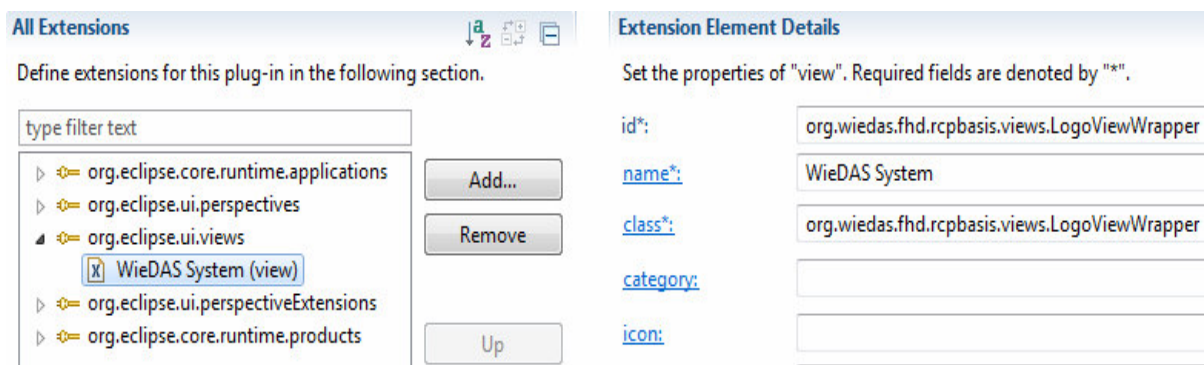 All Extensions
Define extensions for this plug-in in the following section.
type filter text
org.eclipse.core.runtime.applications
org.eclipse.ui.perspectives
org.eclipse.ui.views
WieDAS System (view)
org.eclipse.ui.perspectiveExtensions
org.eclipse.core.runtime.products
Add...
Remove
Up
Extension Element Details
Set the properties of "view". Required fields are denoted by "*".
id*: org.wiedas.fhd.rcpbasis.views.LogoViewWrapper
name*: WieDAS System
class*: org.wiedas.fhd.rcpbasis.views.LogoViewWrapper
category:
icon: